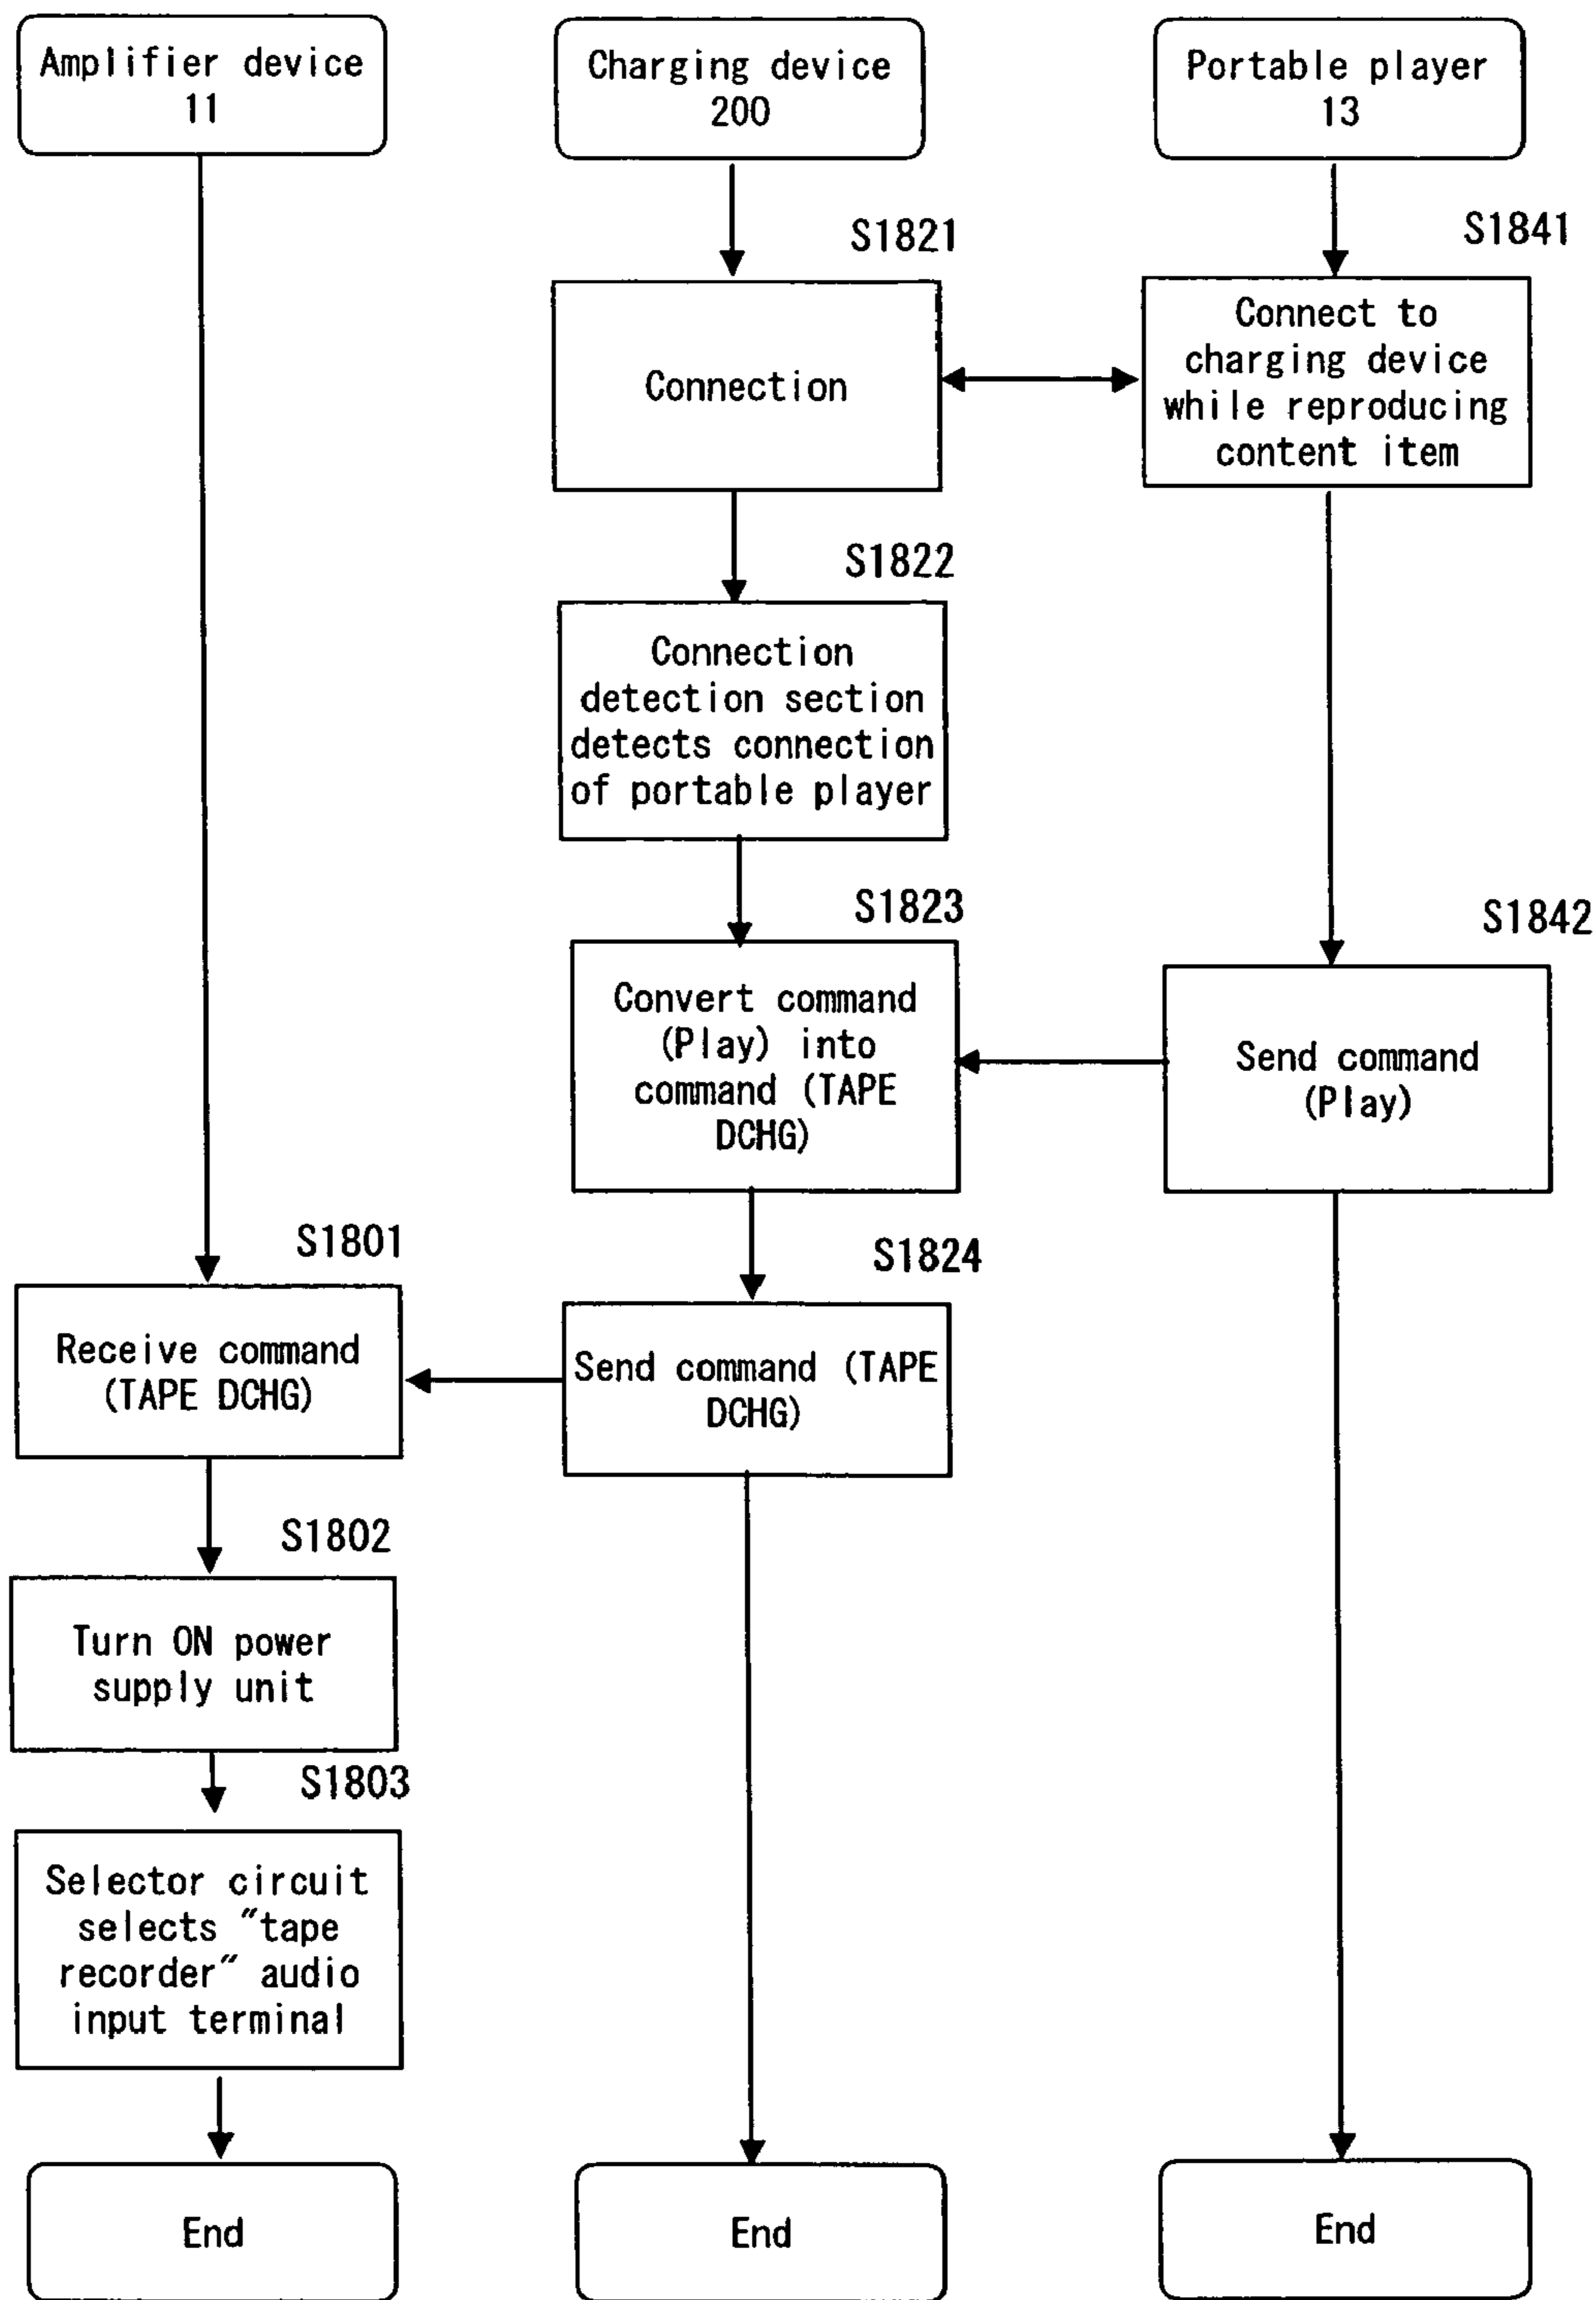 Amplifier device
11
Charging device
200
Portable player
13
S1821
S1841
Connection
Connect to
charging device
while reproducing
content item
S1822
Connection
detection section
detects connection
of portable player
S1823
S1842
Convert command
(Play) into
command (TAPE
DCHG)
Send command
(Play)
S1801
S1824
Receive command
(TAPE DCHG)
Send command (TAPE
DCHG)
S1802
Turn ON power
supply unit
S1803
Selector circuit
selects "tape
recorder" audio
input terminal
End
End
End